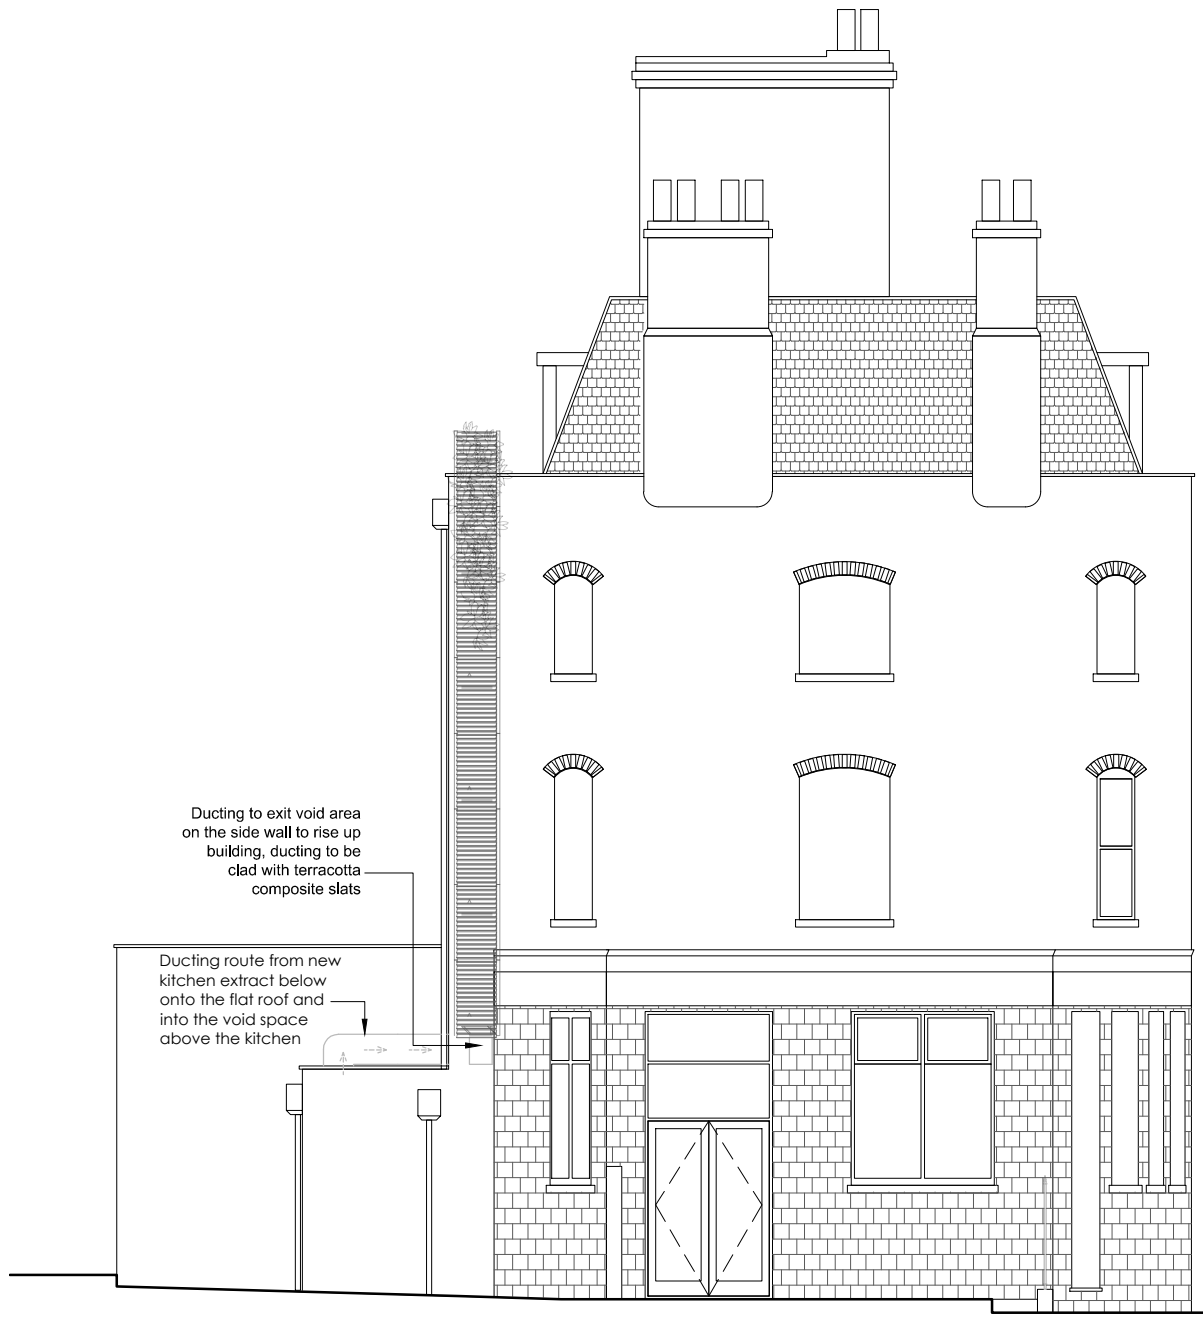 Ducting to exit void area
on the side wall to rise up
building, ducting to be
clad with terracotta
composite slats
Ducting route from new
kitchen extract below
onto the flat roof and
into the void space
above the kitchen